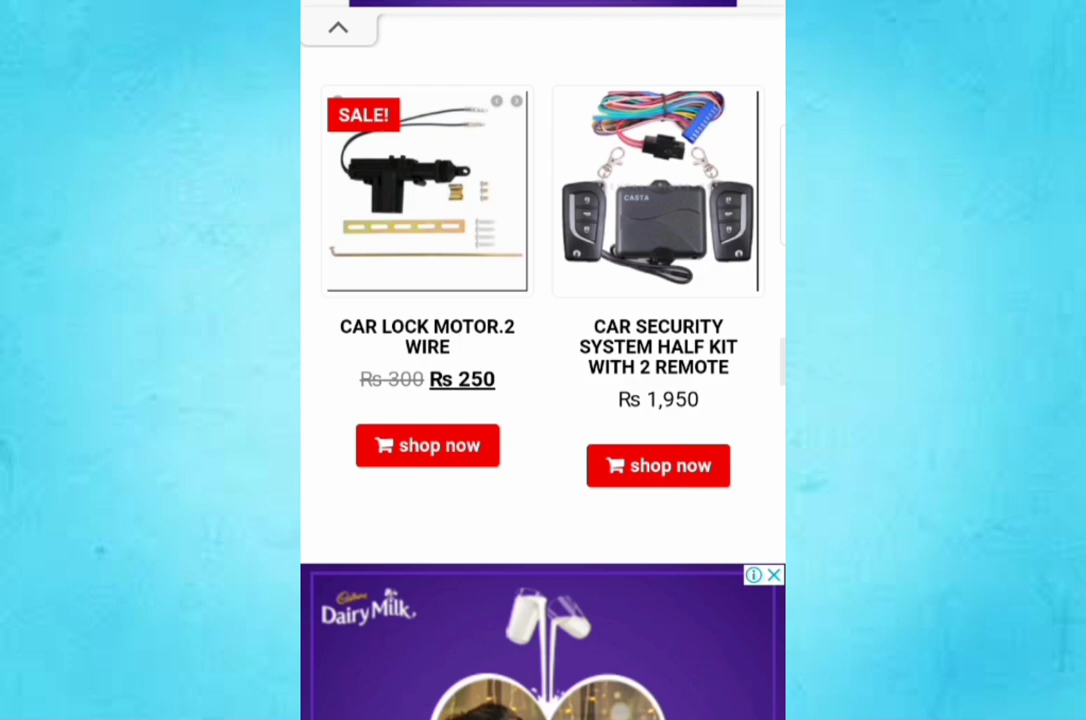 SALE!
CASTA
CAR LOCK MOTOR.2
WIRE
₨ 300 ₨ 250
shop now
CAR SECURITY
SYSTEM HALF KIT
WITH 2 REMOTE
₨ 1,950
shop now
Cadbury
Dairy Milk